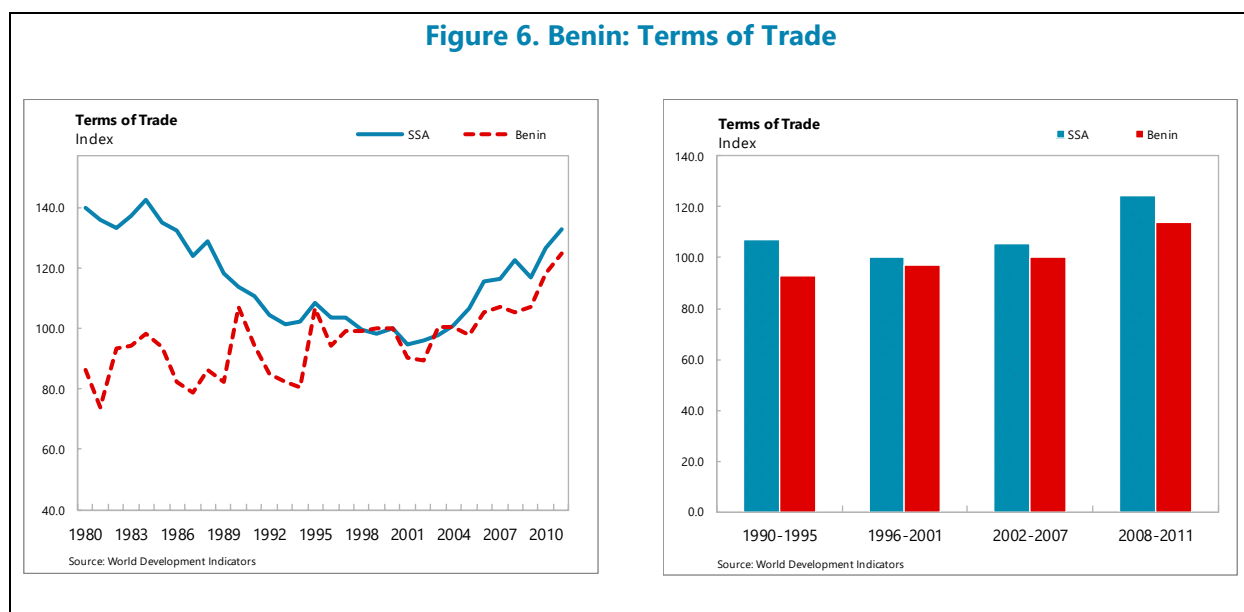 Figure 6. Benin: Terms of Trade
Terms of Trade
Index
SSA
Benin
140.0
120.0
100.0
80.0
60.0
40.0
1980 1983 1986 1989 1992 1995 1998 2001 2004 2007 2010
Source: World Development Indicators
Terms of Trade
Index
SSA
Benin
140.0
120.0
100.0
80.0
60.0
40.0
20.0
0.0
1990-1995 1996-2001 2002-2007 2008-2011
Source: World Development Indicators